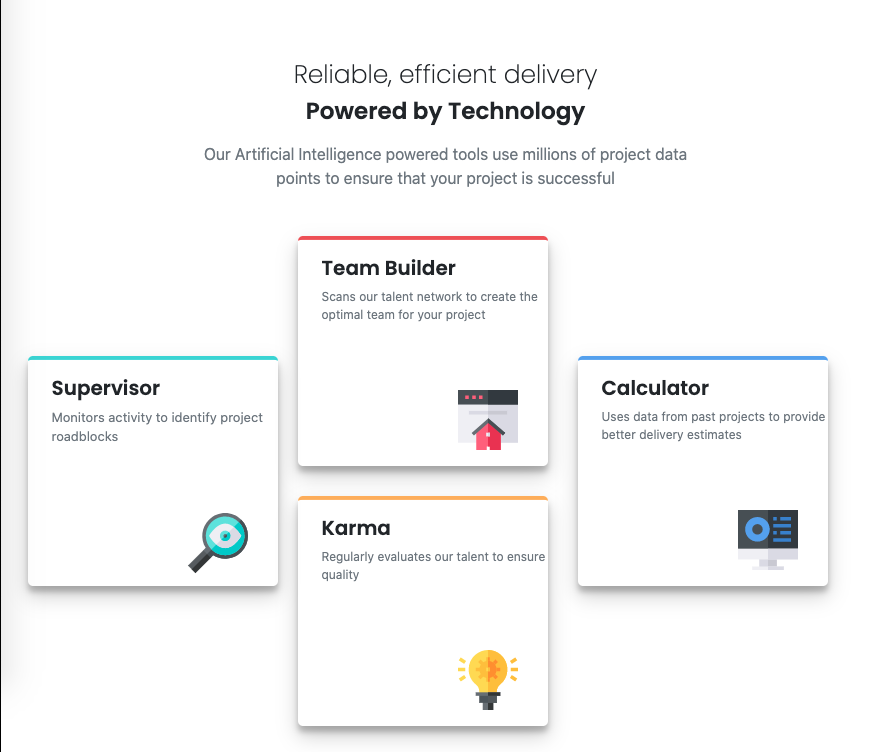 Reliable, efficient delivery
Powered by Technology
Our Artificial Intelligence powered tools use millions of project data
points to ensure that your project is successful
Team Builder
Scans our talent network to create the
optimal team for your project
Supervisor
Monitors activity to identify project
roadblocks
Calculator
Uses data from past projects to provide
better delivery estimates
Karma
Regularly evaluates our talent to ensure
quality